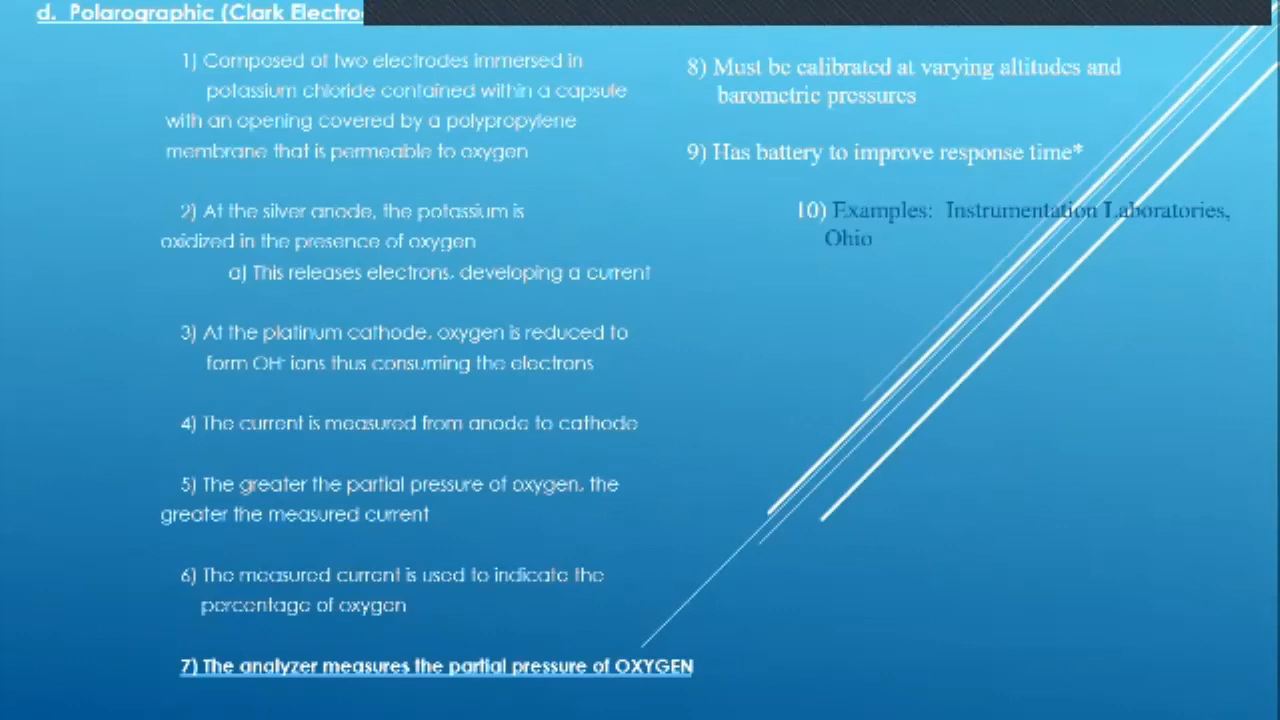 d. Polarographic (Clark Electro
1) Composed of two electrodes immersed in
potassium chloride contained within a capsule
with an opening covered by a polypropylene
membrane that is permeable to oxygen
2) At the silver anode, the potassium is
oxidized in the presence of oxygen
a) This releases electrons, developing a current
3) At the platinum cathode, oxygen is reduced to
form OH- ions thus consuming the electrons
4) The current is measured from anode to cathode
5) The greater the partial pressure of oxygen, the
greater the measured current
6) The measured current is used to indicate the
percentage of oxygen
7) The analyzer measures the partial pressure of OXYGEN
8) Must be calibrated at varying altitudes and
barometric pressures
9) Has battery to improve response time*
10) Examples: Instrumentation Laboratories,
Ohio